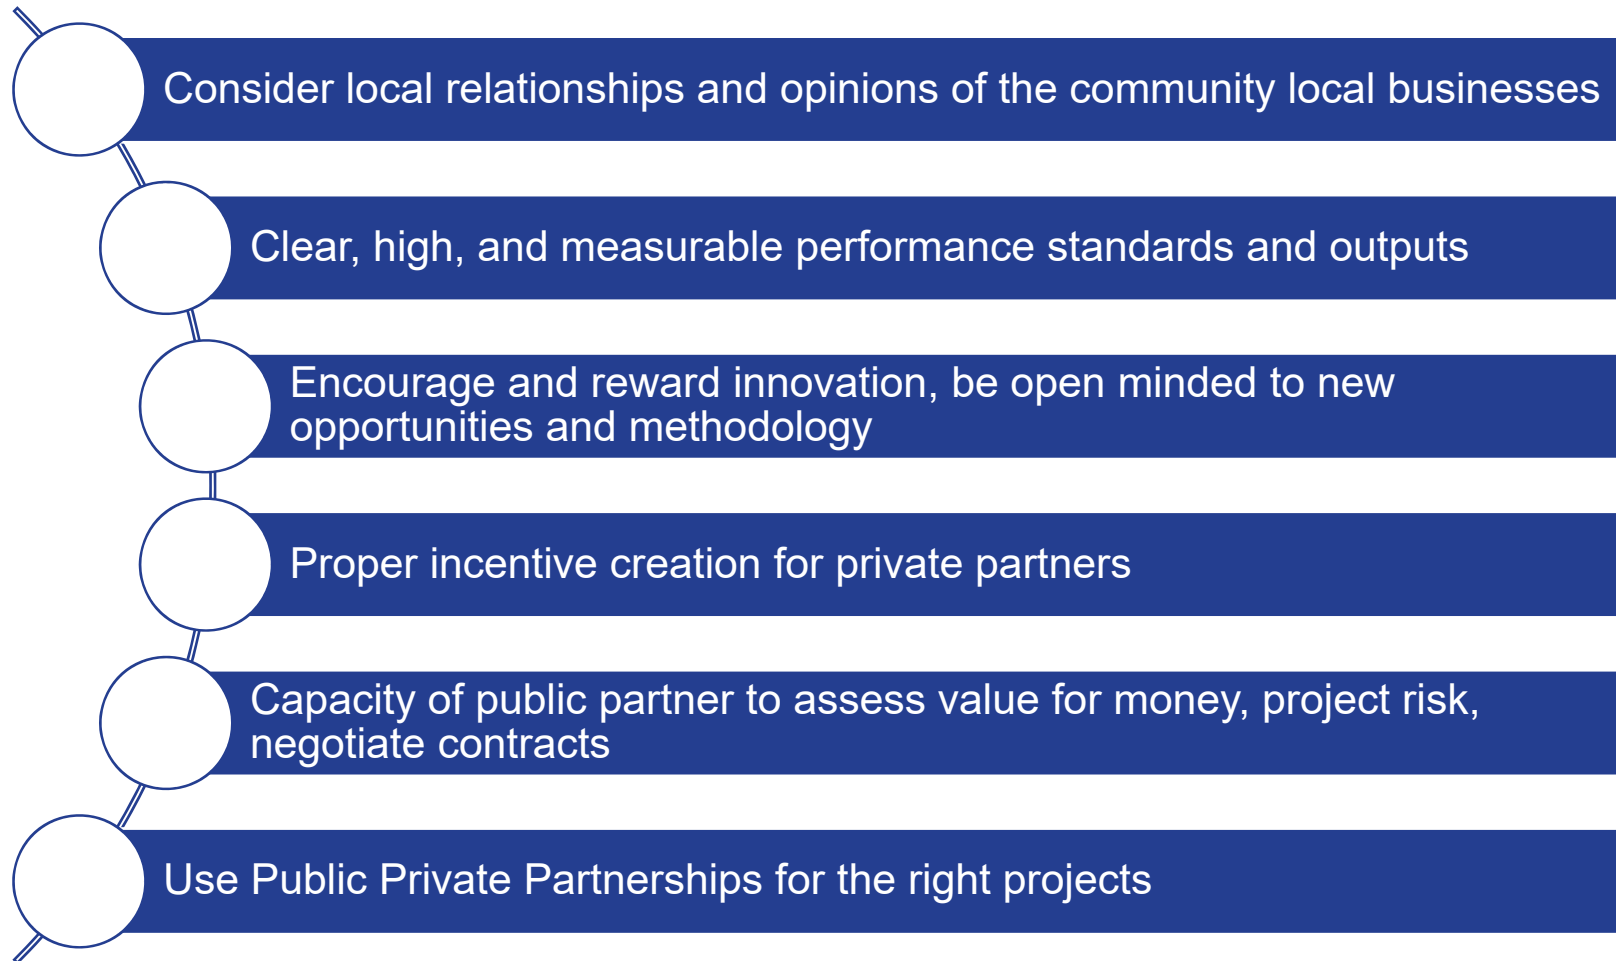 Consider local relationships and opinions of the community local businesses
Clear, high, and measurable performance standards and outputs
Encourage and reward innovation, be open minded to new
opportunities and methodology
Proper incentive creation for private partners
Capacity of public partner to assess value for money, project risk,
negotiate contracts
Use Public Private Partnerships for the right projects